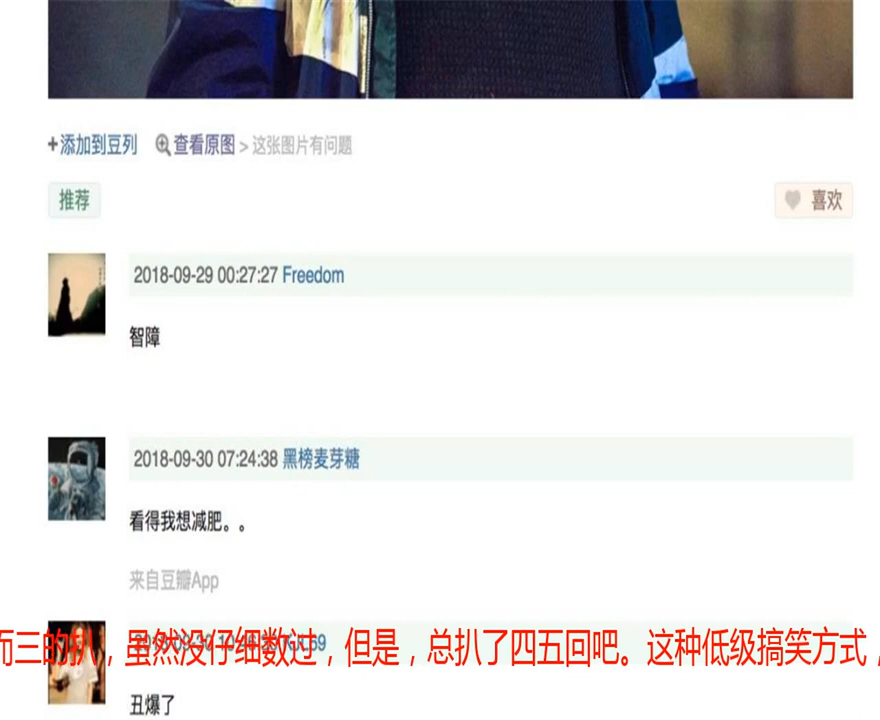 +添加到豆列 查看原图 > 这张图片有问题
推荐 喜欢
2018-09-29 00:27:27 Freedom
智障
2018-09-30 07:24:38 黑榜麦芽糖
看得我想减肥。。
来自豆瓣App
而三的扒，虽然没仔细数过，但是，总扒了四五回吧。这种低级搞笑方式，
丑爆了